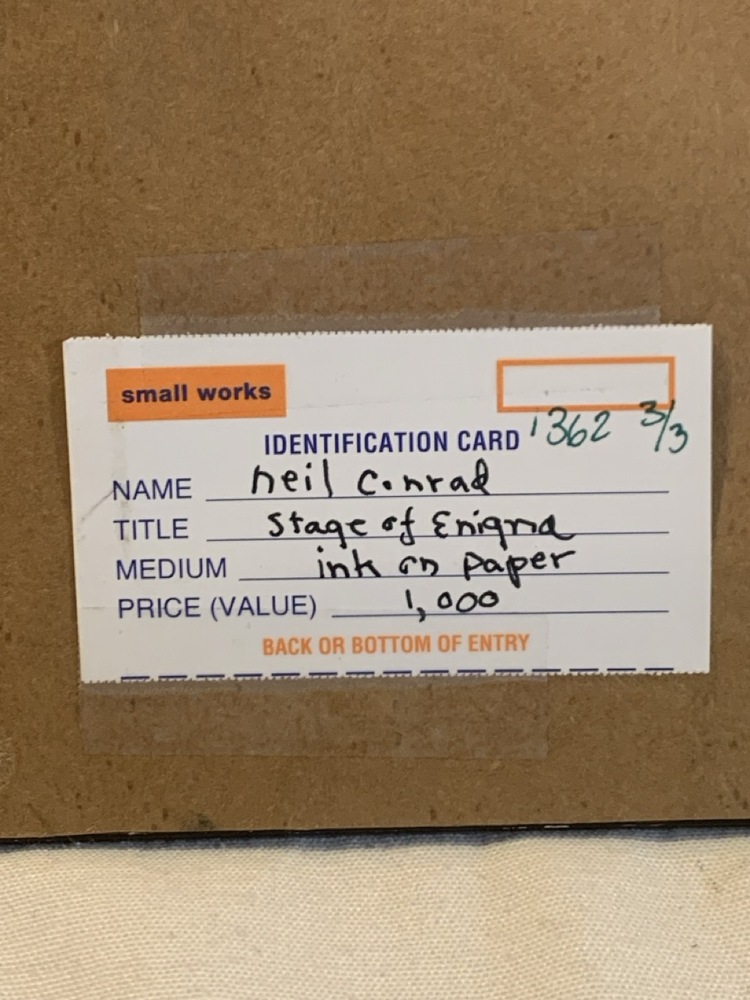 small works
IDENTIFICATION CARD 1362 3/3
NAME neil Conrad
TITLE Stage of Enigma
MEDIUM ink on paper
PRICE (VALUE) 1,000
BACK OR BOTTOM OF ENTRY